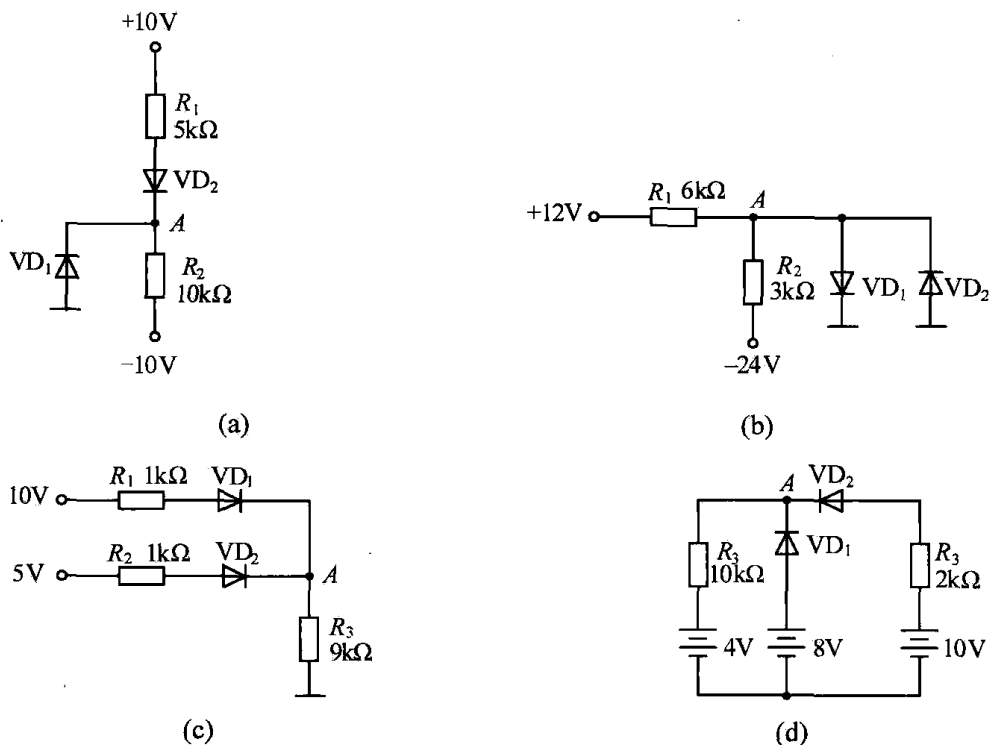 +10V
R₁
5kΩ
VD₂
A
VD₁
R₂
10kΩ
−10V
(a)
+12V
R₁ 6kΩ
A
R₂
3kΩ
VD₁
VD₂
−24V
(b)
10V
R₁ 1kΩ
VD₁
5V
R₂ 1kΩ
VD₂
A
R₃
9kΩ
(c)
A
VD₂
R₃
10kΩ
VD₁
R₃
2kΩ
4V
8V
10V
(d)